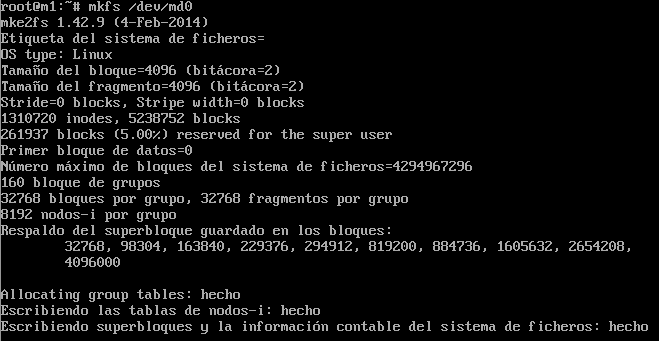 root@m1:~# mkfs /dev/md0
mke2fs 1.42.9 (4-Feb-2014)
Etiqueta del sistema de ficheros=
OS type: Linux
Tamaño del bloque=4096 (bitácora=2)
Tamaño del fragmento=4096 (bitácora=2)
Stride=0 blocks, Stripe width=0 blocks
1310720 inodes, 5238752 blocks
261937 blocks (5.00%) reserved for the super user
Primer bloque de datos=0
Número máximo de bloques del sistema de ficheros=4294967296
160 bloque de grupos
32768 bloques por grupo, 32768 fragmentos por grupo
8192 nodos-i por grupo
Respaldo del superbloque guardado en los bloques:
32768, 98304, 163840, 229376, 294912, 819200, 884736, 1605632, 2654208,
4096000
Allocating group tables: hecho
Escribiendo las tablas de nodos-i: hecho
Escribiendo superbloques y la información contable del sistema de ficheros: hecho